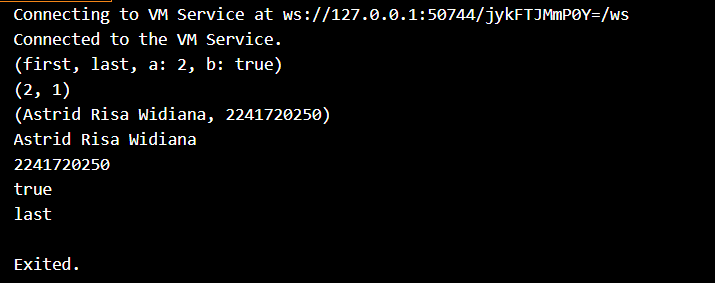 Connecting to VM Service at ws://127.0.0.1:50744/jykFTJMmP0Y=/ws
Connected to the VM Service.
(first, last, a: 2, b: true)
(2, 1)
(Astrid Risa Widiana, 2241720250)
Astrid Risa Widiana
2241720250
true
last
Exited.